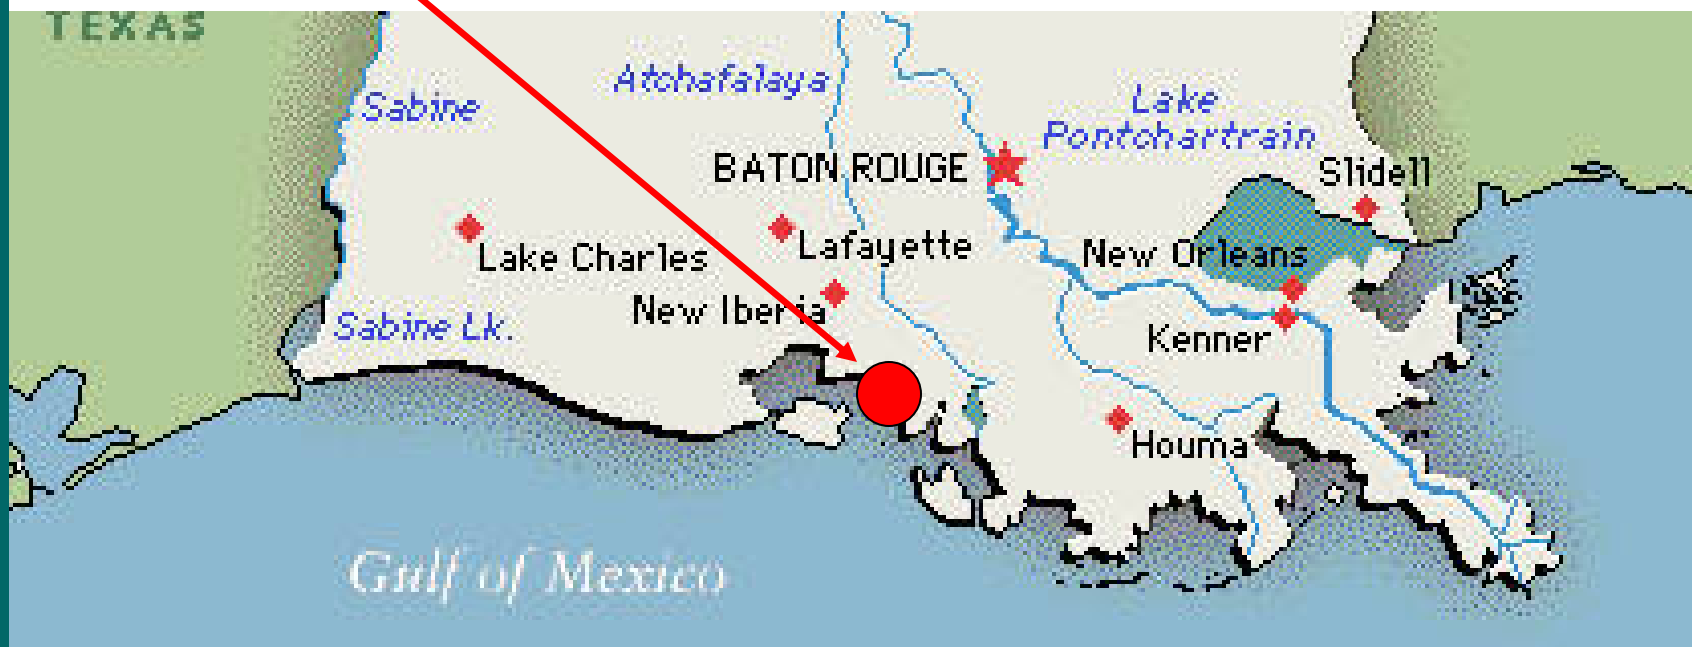 TEXAS
Sabine
Atchafalaya
Lake
Pontchartrain
BATON ROUGE
Slidell
Lake Charles
Lafayette
New Orleans
New Iberia
Sabine Lk.
Kenner
Houma
Gulf of Mexico